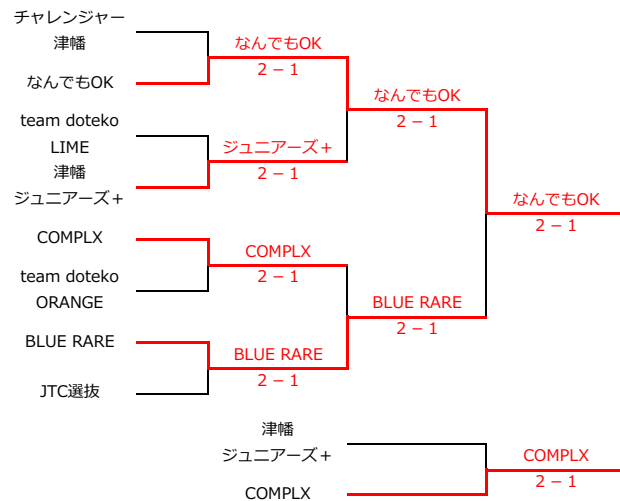 チャレンジャー
津幡
なんでもOK
team doteko
LIME
津幡
ジュニアーズ＋
COMPLX
team doteko
ORANGE
BLUE RARE
JTC選抜
なんでもOK
2 − 1
ジュニアーズ＋
2 − 1
COMPLX
2 − 1
BLUE RARE
2 − 1
なんでもOK
2 − 1
BLUE RARE
2 − 1
なんでもOK
2 − 1
津幡
ジュニアーズ＋
COMPLX
COMPLX
2 − 1